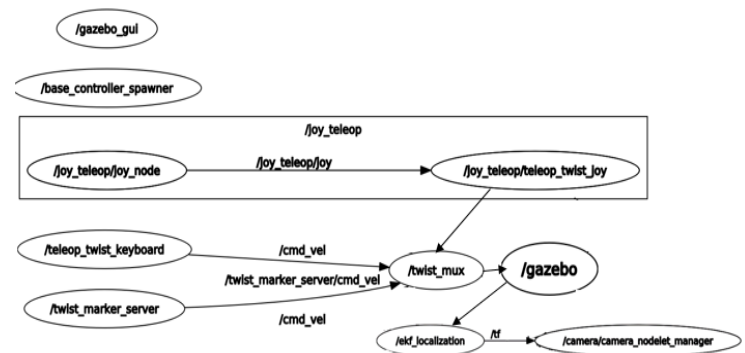 /gazebo_gui
/base_controller_spawner
/joy_teleop
/joy_teleop/joy_node
/joy_teleop/joy
/joy_teleop/teleop_twist_joy
/teleop_twist_keyboard
/cmd_vel
/twist_mux
/gazebo
/twist_marker_server/cmd_vel
/twist_marker_server
/cmd_vel
/ekf_localization
/tf
/camera/camera_nodelet_manager